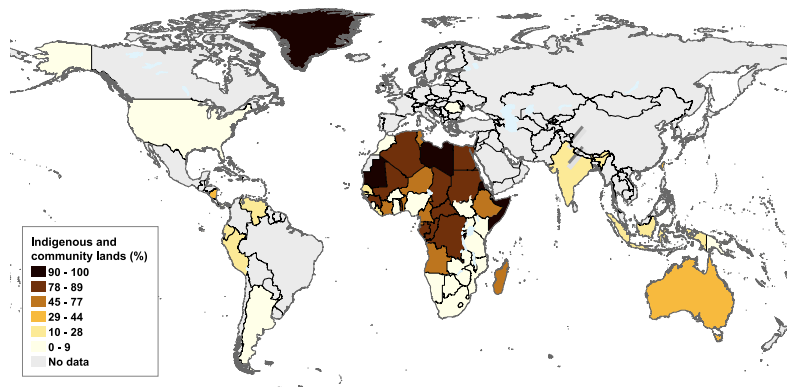 Indigenous and
community lands (%)
90 - 100
78 - 89
45 - 77
29 - 44
10 - 28
0 - 9
No data